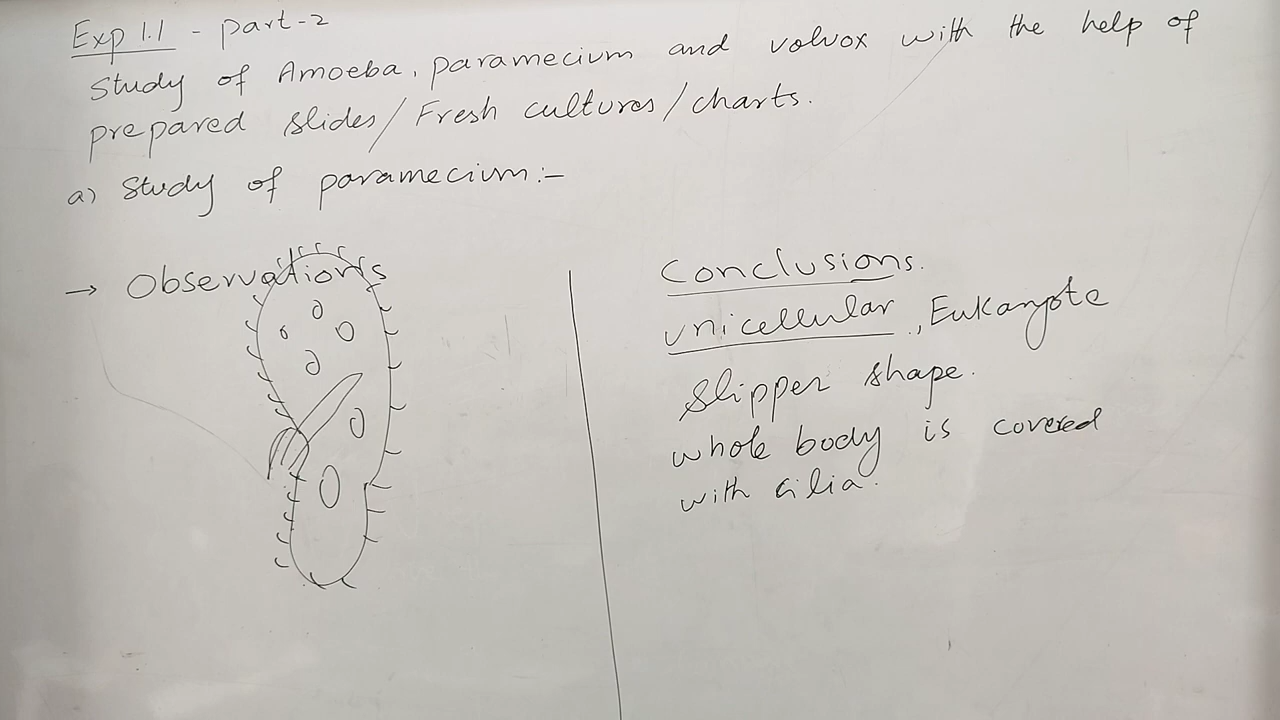 Exp 1.1 - part-2
Study of Amoeba, paramecium and volvox with the help of
prepared slides/Fresh cultures/charts.
a) Study of paramecium:-
→ Observations
Conclusions.
unicellular, Eukaryote
Slipper shape.
whole body is covered
with cilia.